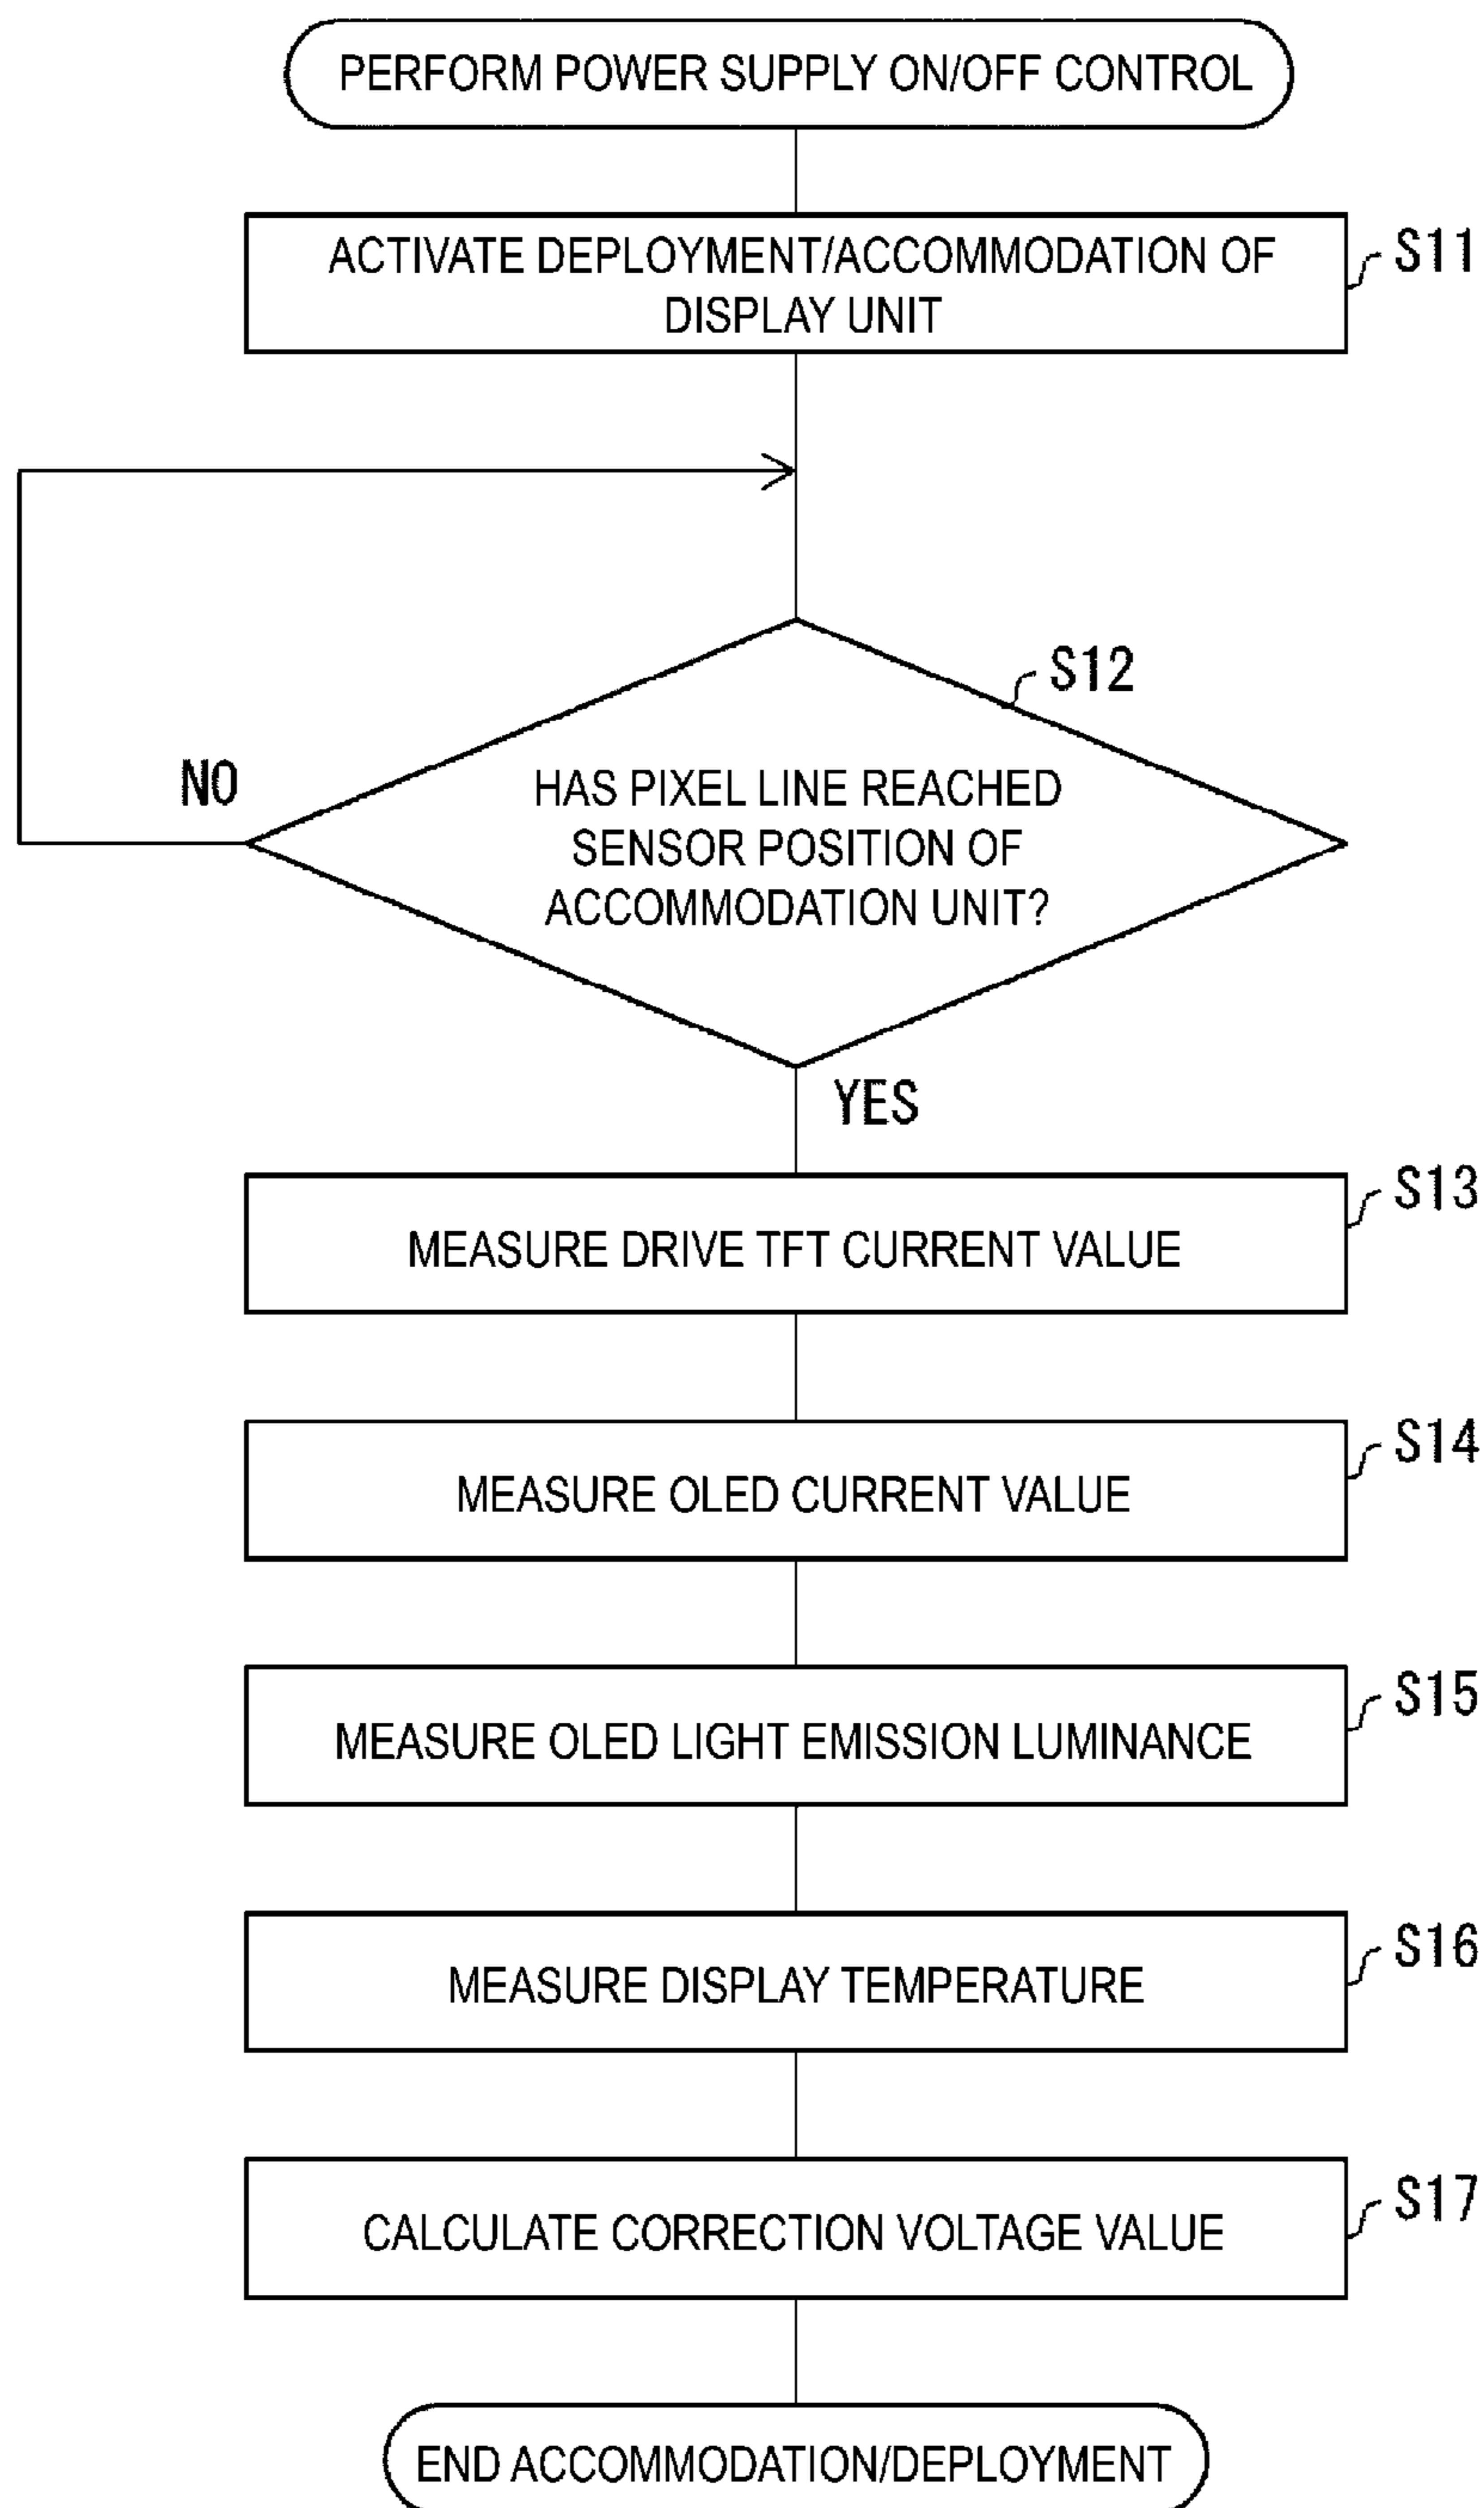 PERFORM POWER SUPPLY ON/OFF CONTROL
ACTIVATE DEPLOYMENT/ACCOMMODATION OF
DISPLAY UNIT
S11
S12
NO
HAS PIXEL LINE REACHED
SENSOR POSITION OF
ACCOMMODATION UNIT?
YES
S13
MEASURE DRIVE TFT CURRENT VALUE
S14
MEASURE OLED CURRENT VALUE
S15
MEASURE OLED LIGHT EMISSION LUMINANCE
S16
MEASURE DISPLAY TEMPERATURE
S17
CALCULATE CORRECTION VOLTAGE VALUE
END ACCOMMODATION/DEPLOYMENT